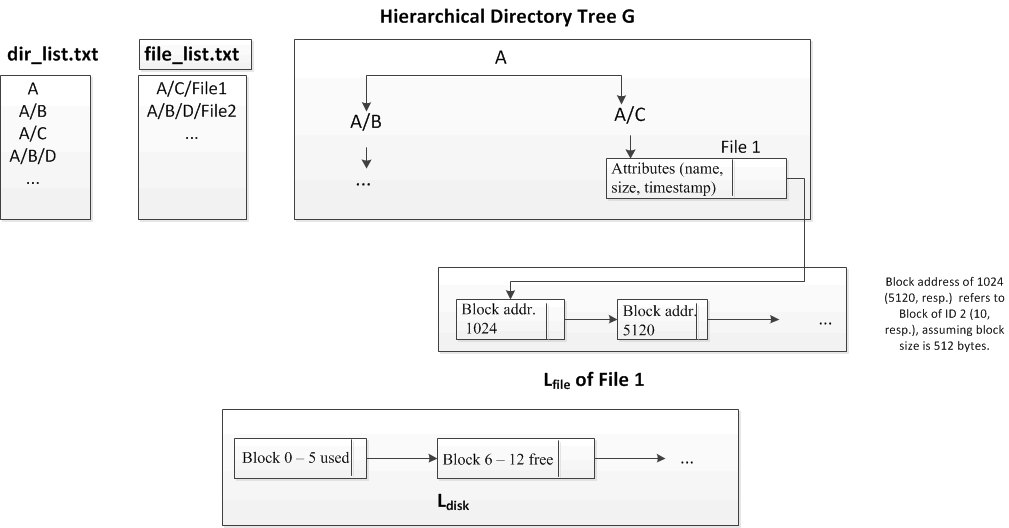 Hierarchical Directory Tree G
dir_list.txt
A
A/B
A/C
A/B/D
...
file_list.txt
A/C/File1
A/B/D/File2
...
A
A/B
...
A/C
File 1
Attributes (name,
size, timestamp)
Block addr.
1024
Block addr.
5120
...
Block address of 1024
(5120, resp.) refers to
Block of ID 2 (10,
resp.), assuming block
size is 512 bytes.
Lfile of File 1
Block 0 – 5 used
Block 6 – 12 free
...
Ldisk